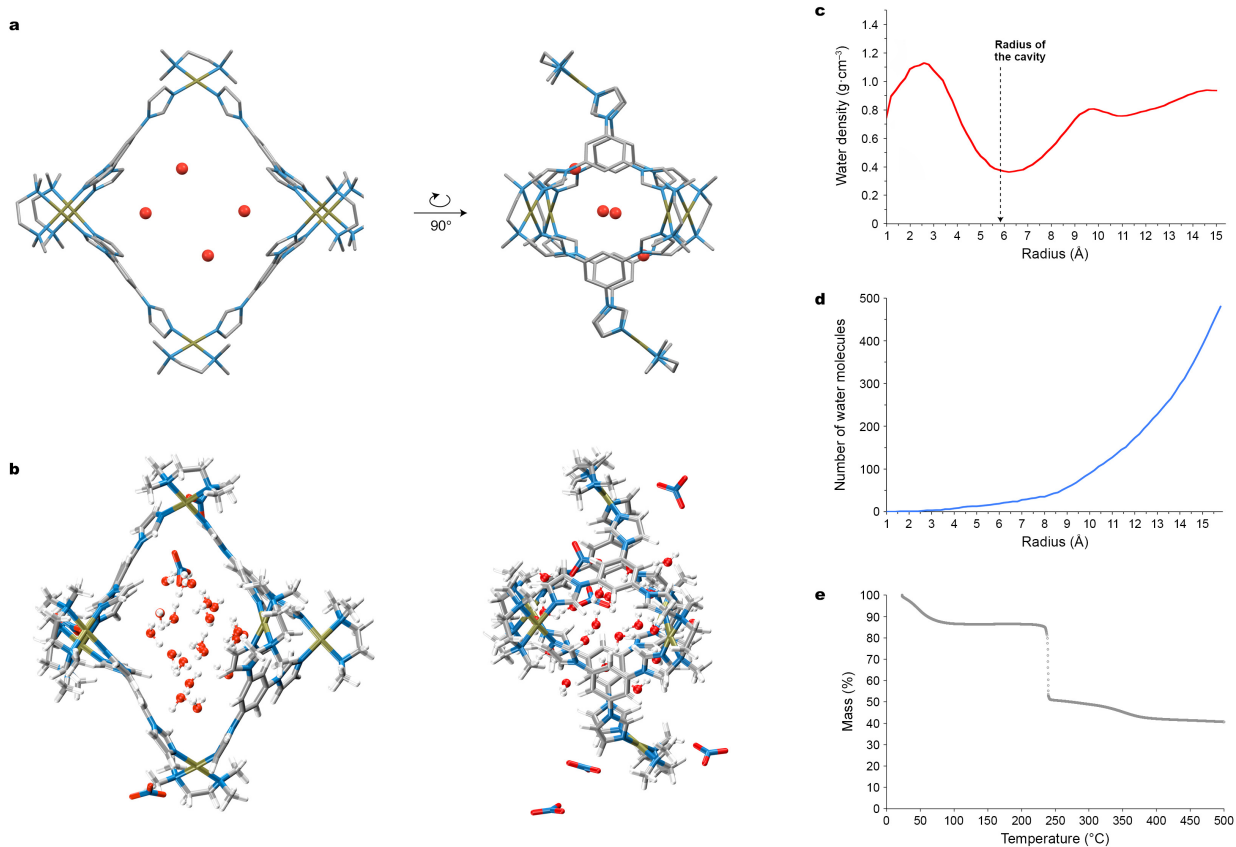 a
90°
b
c
Water density (g·cm⁻³)
1.4
1.2
1.0
0.8
0.6
0.4
0.2
0
Radius of
the cavity
1 2 3 4 5 6 7 8 9 10 11 12 13 14 15
Radius (Å)
d
Number of water molecules
500
400
300
200
100
0
1 2 3 4 5 6 7 8 9 10 11 12 13 14 15
Radius (Å)
e
Mass (%)
100
90
80
70
60
50
40
30
20
10
0
0 50 100 150 200 250 300 350 400 450 500
Temperature (°C)